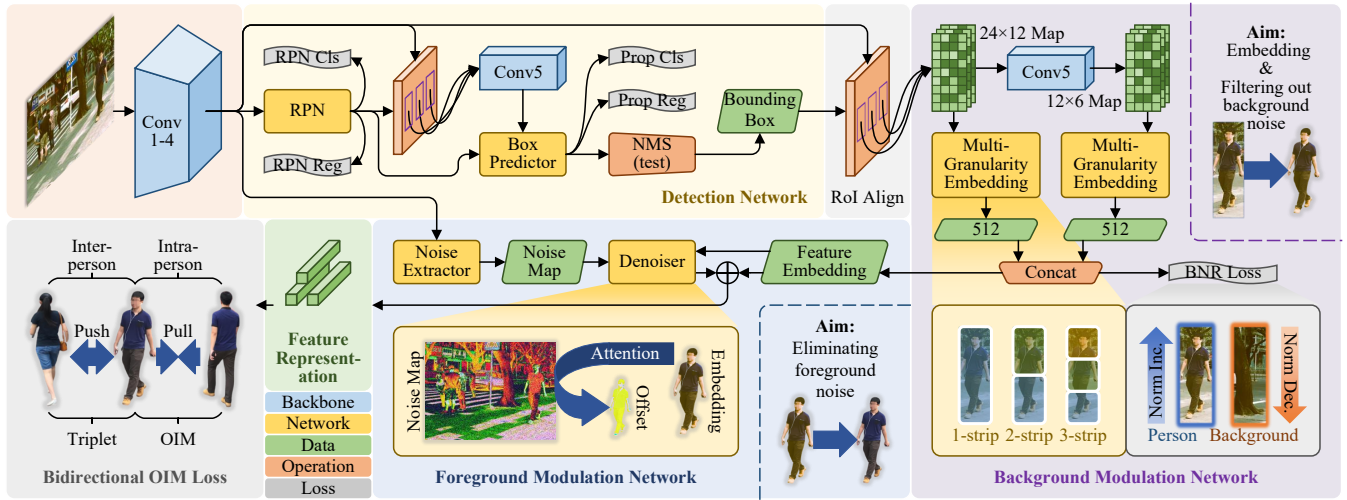 Conv
1-4
RPN Cls
RPN
RPN Reg
Conv5
Box
Predictor
Prop Cls
Prop Reg
NMS
(test)
Bounding
Box
Detection Network
RoI Align
24×12 Map
Conv5
12×6 Map
Multi-
Granularity
Embedding
Multi-
Granularity
Embedding
512
512
Concat
BNR Loss
Aim:
Embedding
&
Filtering out
background
noise
1-strip
2-strip
3-strip
Norm Inc.
Person
Background
Norm Dec.
Background Modulation Network
Noise
Extractor
Noise
Map
Denoiser
Feature
Embedding
Noise Map
Attention
Offset
Embedding
Aim:
Eliminating
foreground
noise
Foreground Modulation Network
Feature
Represent-
ation
Backbone
Network
Data
Operation
Loss
Inter-
person
Intra-
person
Push
Pull
Triplet
OIM
Bidirectional OIM Loss